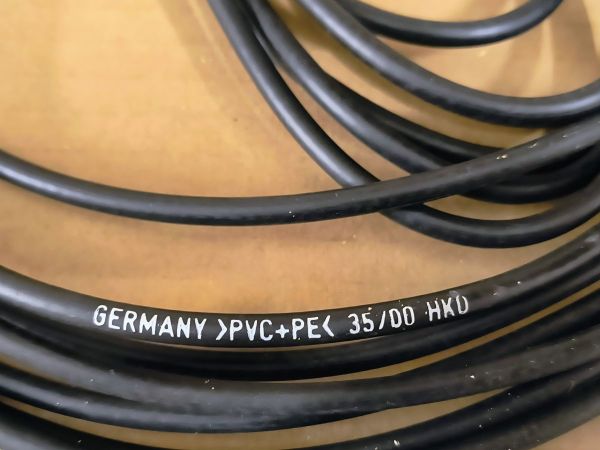 GERMANY >PVC+PE< 35/00 HKD